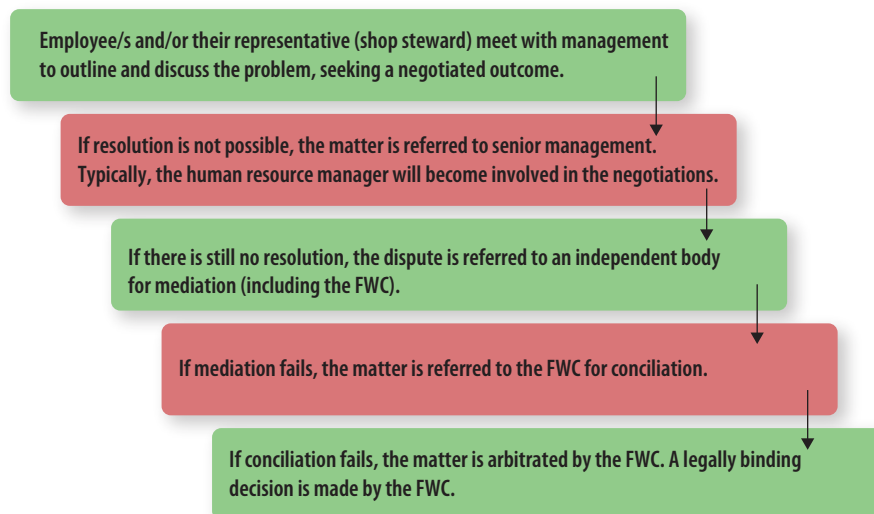 Employee/s and/or their representative (shop steward) meet with management
to outline and discuss the problem, seeking a negotiated outcome.
If resolution is not possible, the matter is referred to senior management.
Typically, the human resource manager will become involved in the negotiations.
If there is still no resolution, the dispute is referred to an independent body
for mediation (including the FWC).
If mediation fails, the matter is referred to the FWC for conciliation.
If conciliation fails, the matter is arbitrated by the FWC. A legally binding
decision is made by the FWC.